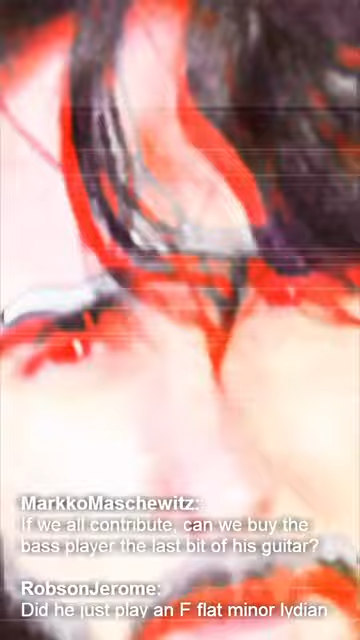 MarkkoMaschewitz:
If we all contribute, can we buy the
bass player the last bit of his guitar?
RobsonJerome:
Did he just play an F flat minor lydian